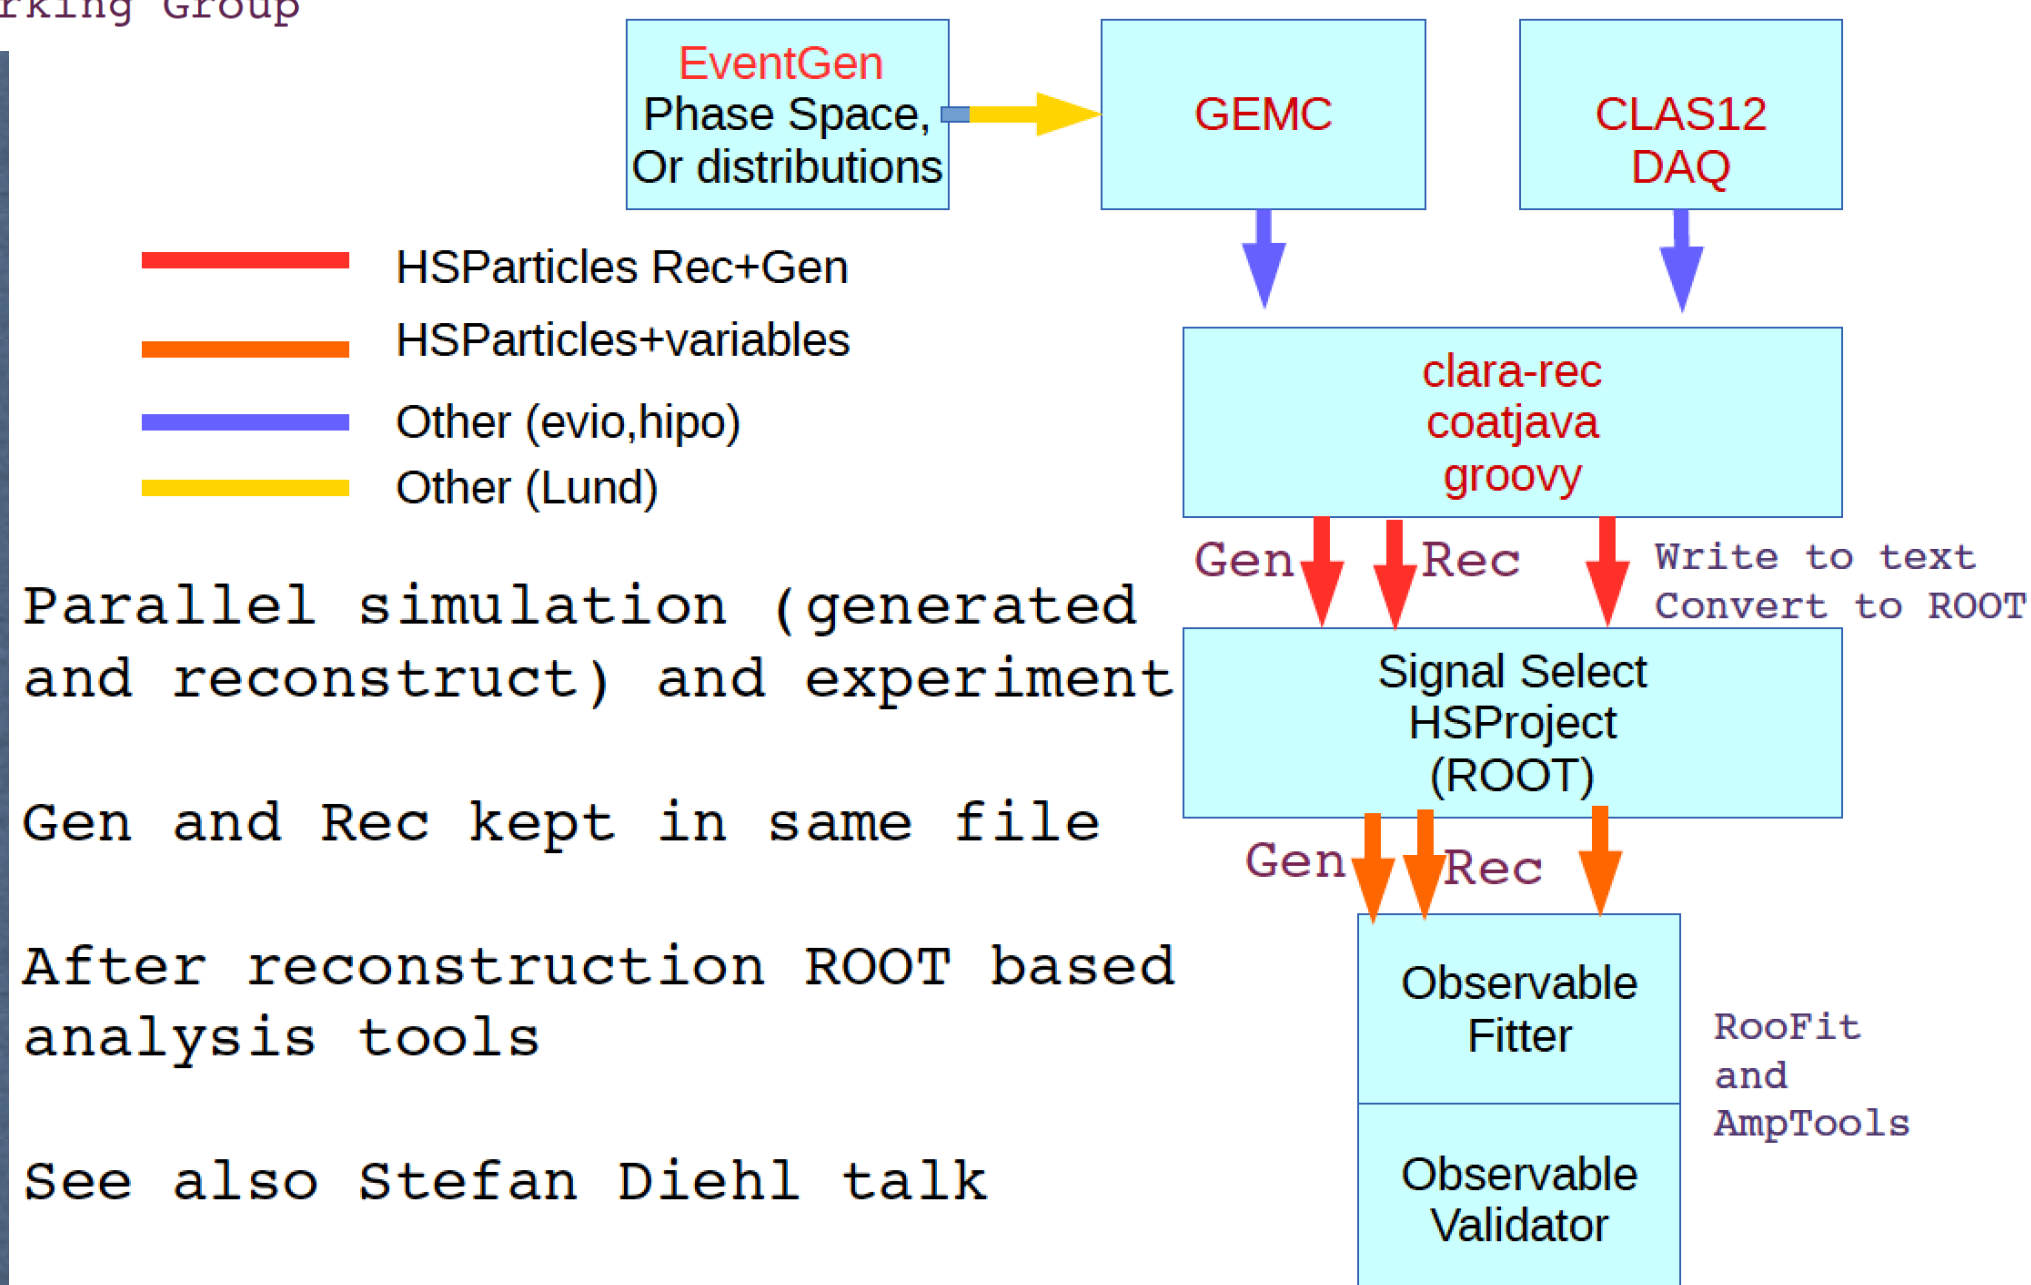 rking Group
EventGen
Phase Space,
Or distributions
GEMC
CLAS12
DAQ
HSParticles Rec+Gen
HSParticles+variables
Other (evio,hipo)
Other (Lund)
clara-rec
coatjava
groovy
Gen
Rec
Write to text
Convert to ROOT
Parallel simulation (generated
and reconstruct) and experiment
Signal Select
HSProject
(ROOT)
Gen and Rec kept in same file
Gen
Rec
After reconstruction ROOT based
analysis tools
Observable
Fitter
RooFit
and
AmpTools
See also Stefan Diehl talk
Observable
Validator